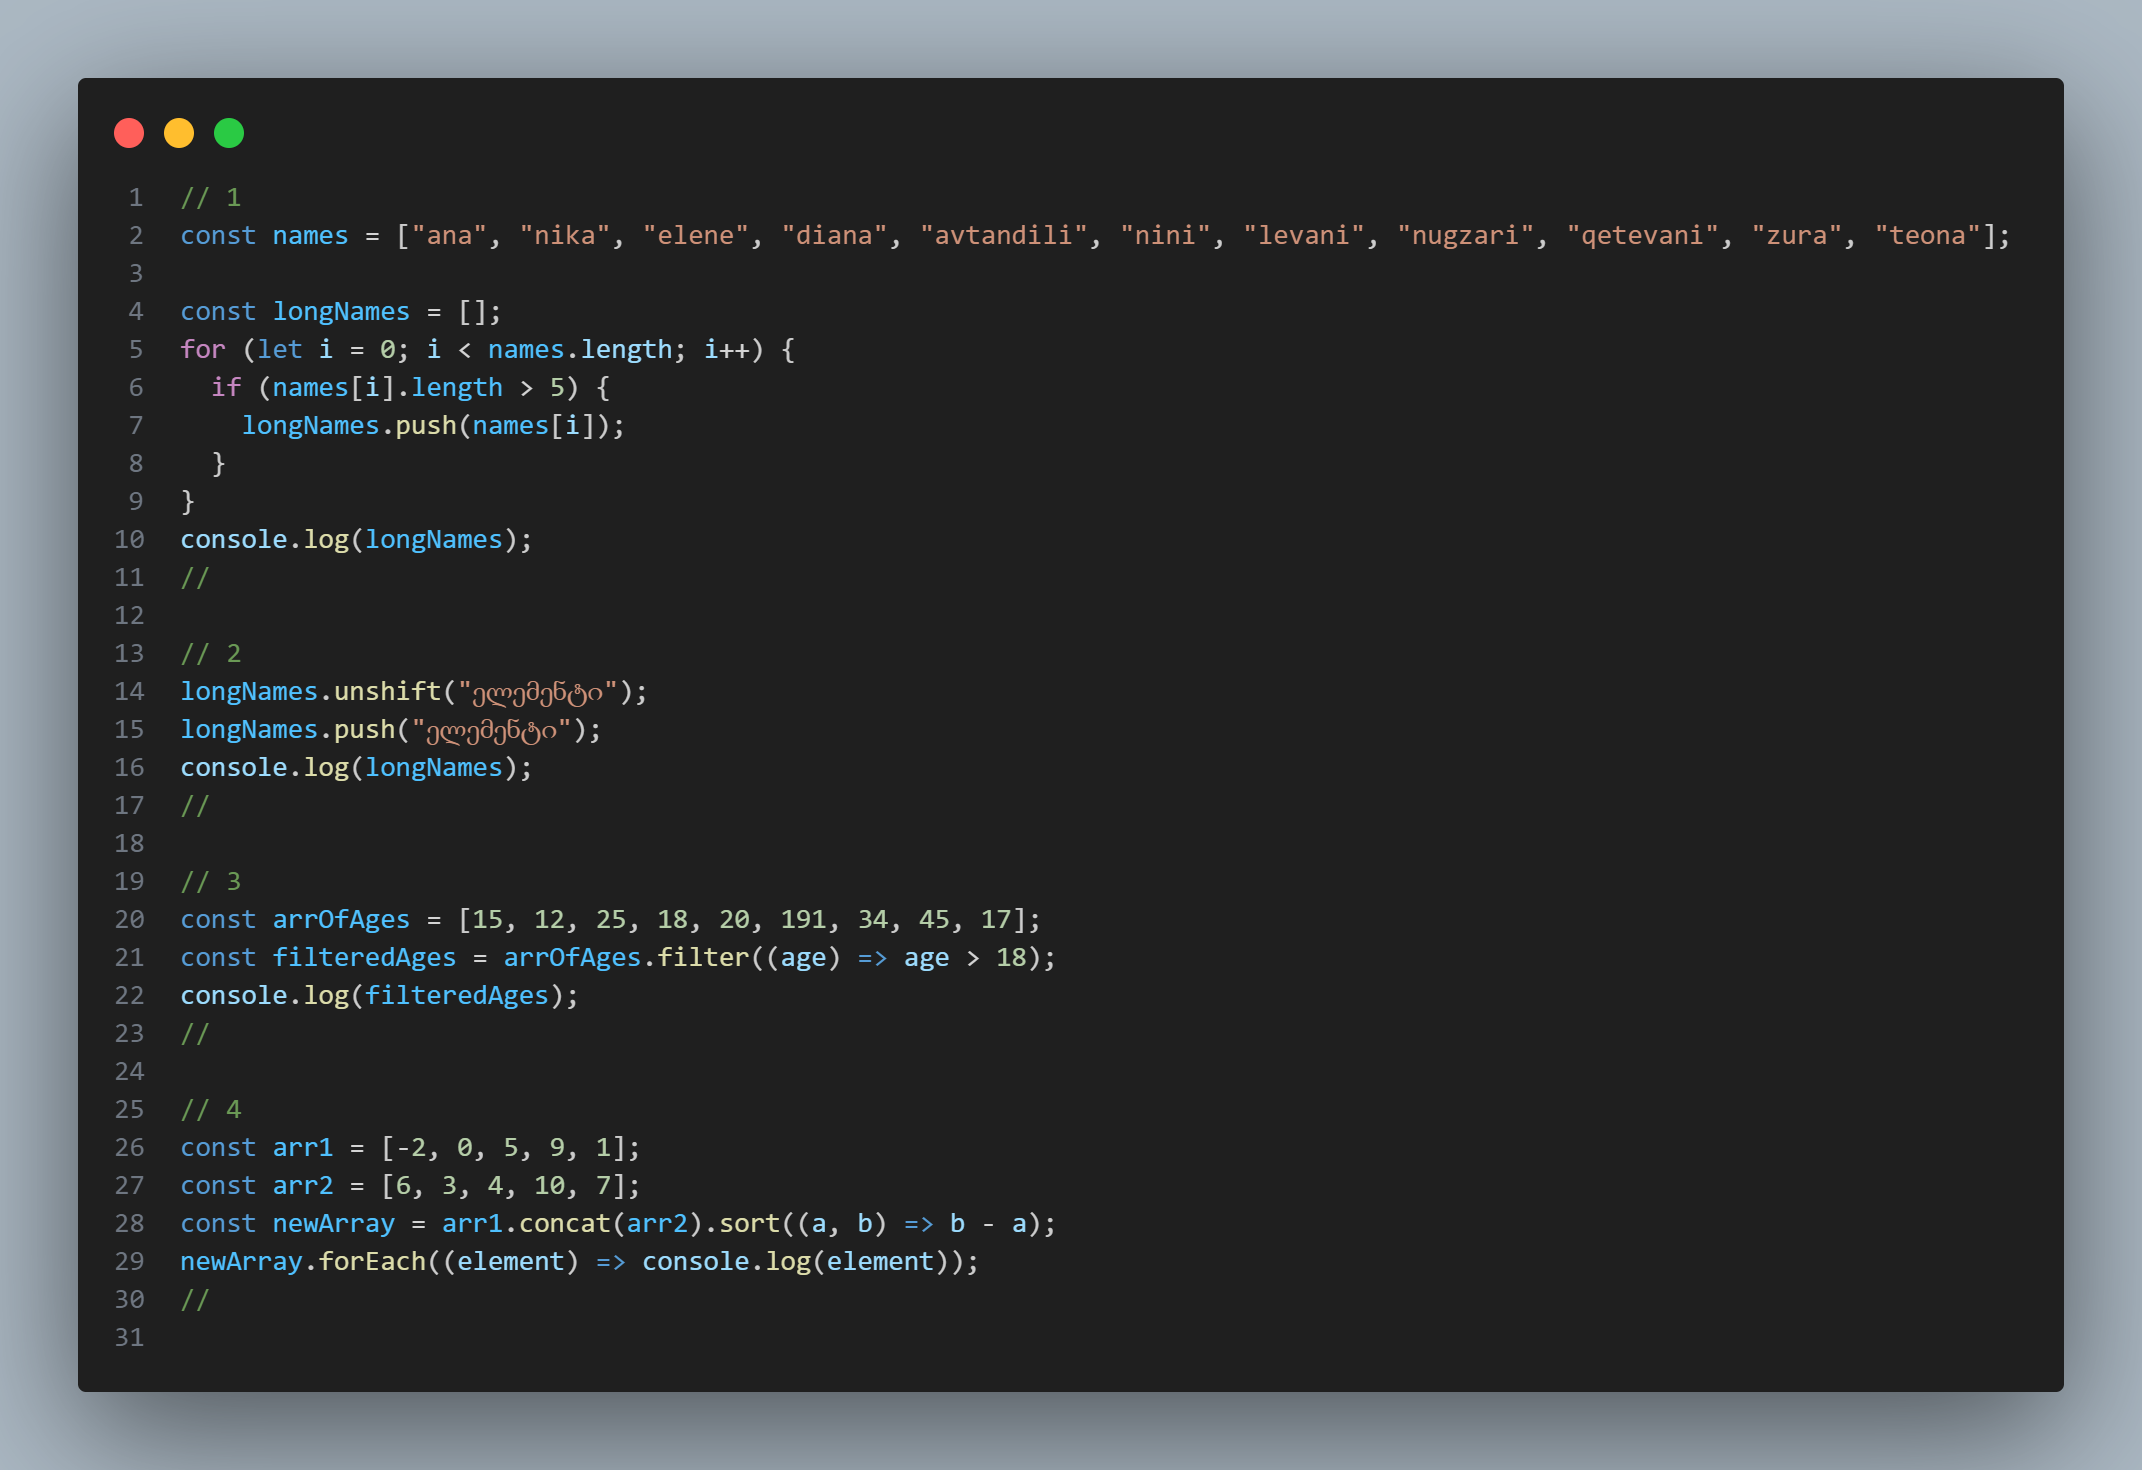 1 // 1
2 const names = ["ana", "nika", "elene", "diana", "avtandili", "nini", "levani", "nugzari", "qetevani", "zura", "teona"];
3
4 const longNames = [];
5 for (let i = 0; i < names.length; i++) {
6   if (names[i].length > 5) {
7     longNames.push(names[i]);
8   }
9 }
10 console.log(longNames);
11 //
12
13 // 2
14 longNames.unshift("ელემენტი");
15 longNames.push("ელემენტი");
16 console.log(longNames);
17 //
18
19 // 3
20 const arrOfAges = [15, 12, 25, 18, 20, 191, 34, 45, 17];
21 const filteredAges = arrOfAges.filter((age) => age > 18);
22 console.log(filteredAges);
23 //
24
25 // 4
26 const arr1 = [-2, 0, 5, 9, 1];
27 const arr2 = [6, 3, 4, 10, 7];
28 const newArray = arr1.concat(arr2).sort((a, b) => b - a);
29 newArray.forEach((element) => console.log(element));
30 //
31